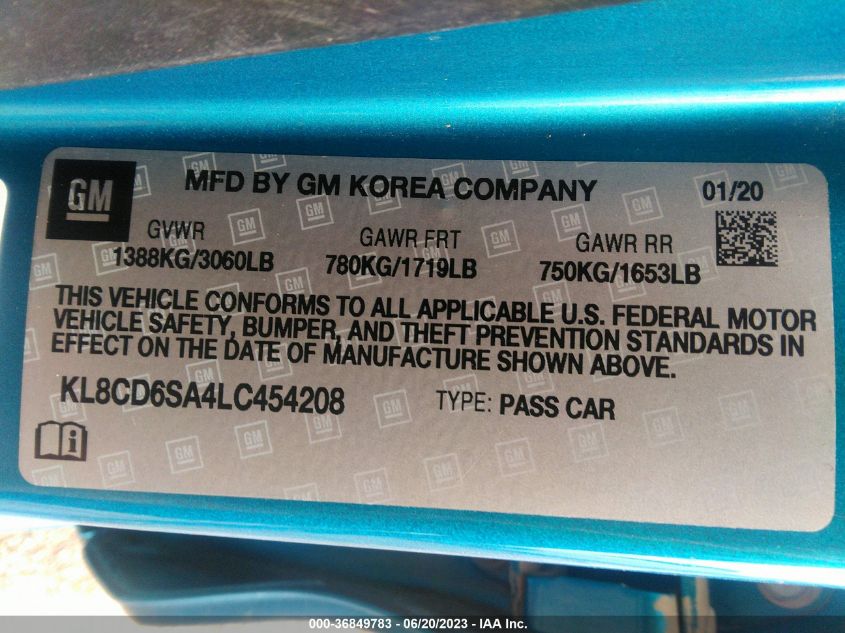 GM
MFD BY GM KOREA COMPANY 01/20
GVWR GAWR FRT GAWR RR
1388KG/3060LB 780KG/1719LB 750KG/1653LB
THIS VEHICLE CONFORMS TO ALL APPLICABLE U.S. FEDERAL MOTOR
VEHICLE SAFETY, BUMPER, AND THEFT PREVENTION STANDARDS IN
EFFECT ON THE DATE OF MANUFACTURE SHOWN ABOVE.
KL8CD6SA4LC454208 TYPE: PASS CAR
000-36849783 - 06/20/2023 - IAA Inc.